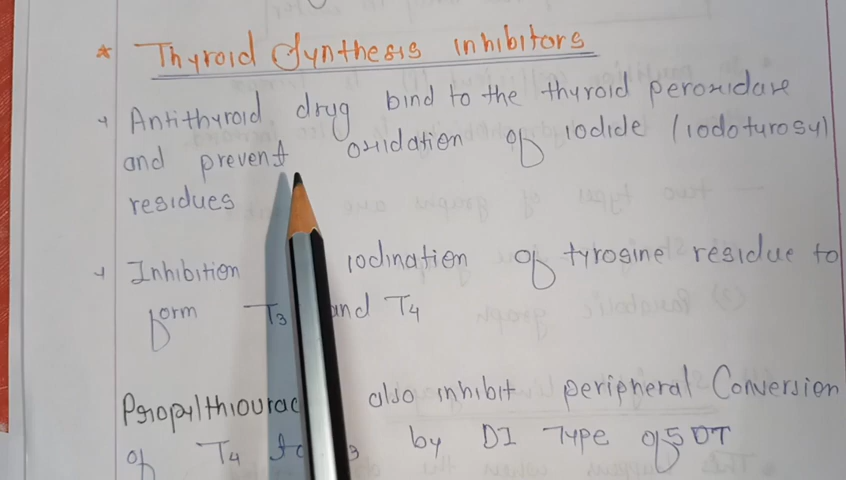 * Thyroid Synthesis inhibitors
Antithyroid drug bind to the thyroid peroxidase
and prevent oxidation of iodide (iodotyrosyl)
residues
Inhibition iodination of tyrosine residue to
form T3 and T4
Propylthiourac also inhibit peripheral Conversion
of T4 to 3 by DI Type of 5 DT